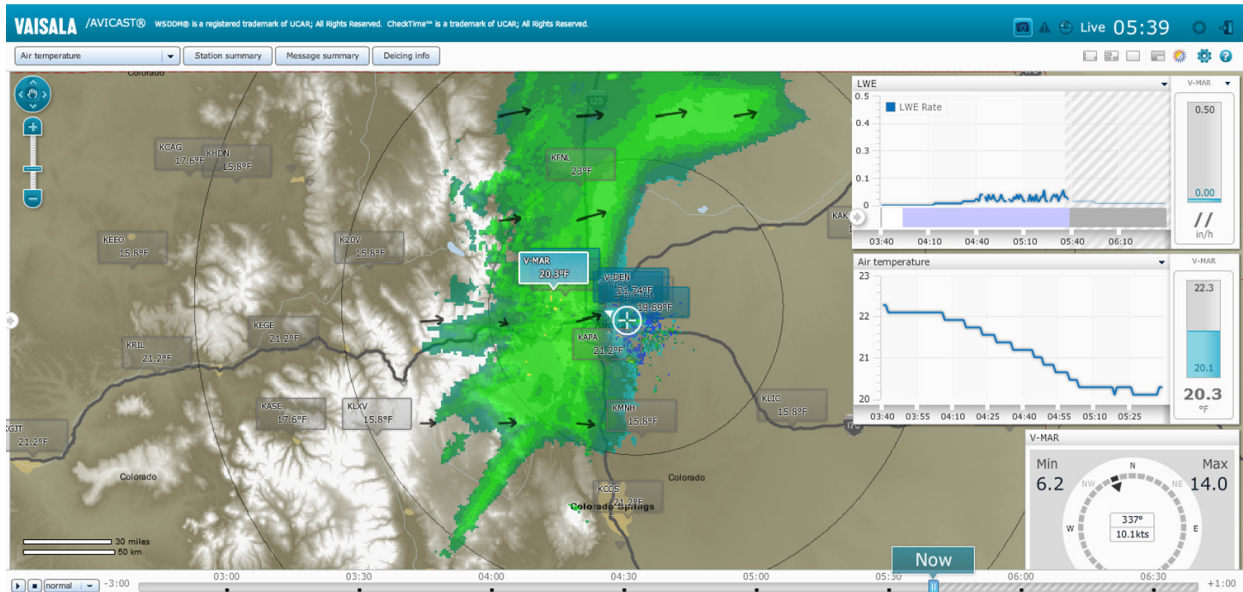 VAISALA /AVICAST® WSDDM® is a registered trademark of UCAR; All Rights Reserved. CheckTime™ is a trademark of UCAR; All Rights Reserved. Live 05:39
Air temperature Station summary Message summary Deicing info
Colorado
I25
KCAG
17.6°F
KHDN
15.8°F
KFNL
23°F
KEEO
15.8°F
K20V
15.8°F
KAK
V-MAR
20.3°F
V-DEN
19.69°F
KEGE
21.2°F
KRIL
21.2°F
KAPA
21.2°F
KASE
17.6°F
KLXV
15.8°F
KMNH
15.8°F
KLIC
15.8°F
I70
KGJT
21.2°F
Colorado
Colorado
KCOS
21.2°F
Colorado Springs
30 miles
50 km
LWE
V-MAR
0.5
0.4
0.3
0.2
0.1
0
LWE Rate
03:40 04:10 04:40 05:10 05:40 06:10
0.50
0.00
//
in/h
Air temperature
V-MAR
23
22
21
20
03:40 03:55 04:10 04:25 04:40 04:55 05:10 05:25
22.3
20.1
20.3
°F
V-MAR
Min
6.2
Max
14.0
N
NW
NE
W
E
337°
10.1kts
Now
normal -3:00 03:00 03:30 04:00 04:30 05:00 05:30 06:00 06:30 +1:00